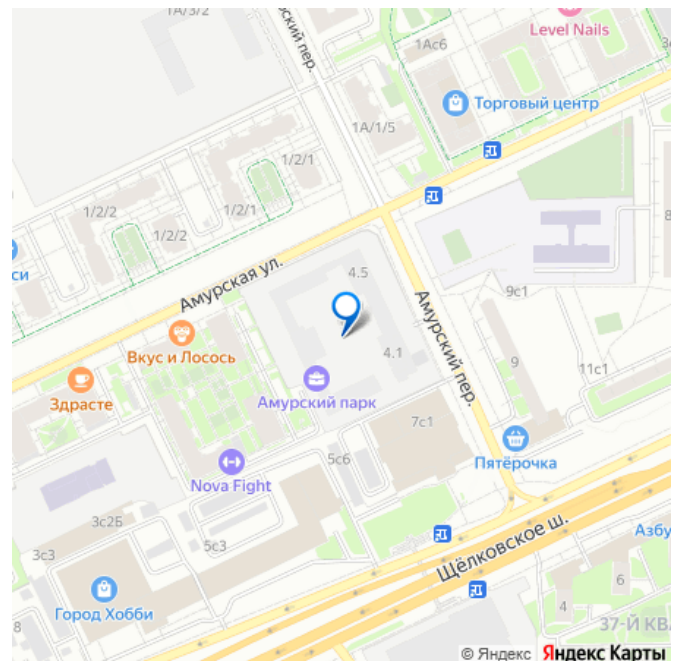 1А/3/2
рский пер.
1Ас6
Level Nails
Торговый центр
1А/1/5
1/2/1
1/2/2
1/2/1
1/2/2
си
Амурская ул.
4.5
9с1
Амурский пер.
Вкус и Лосось
4.1
9
11с1
Здрасте
Амурский парк
7с1
Пятёрочка
5с6
Nova Fight
3с2Б
5с3
3с3
Щёлковское ш.
Азбу
Город Хобби
6
4
8
37-Й КВА
© Яндекс Яндекс Карты